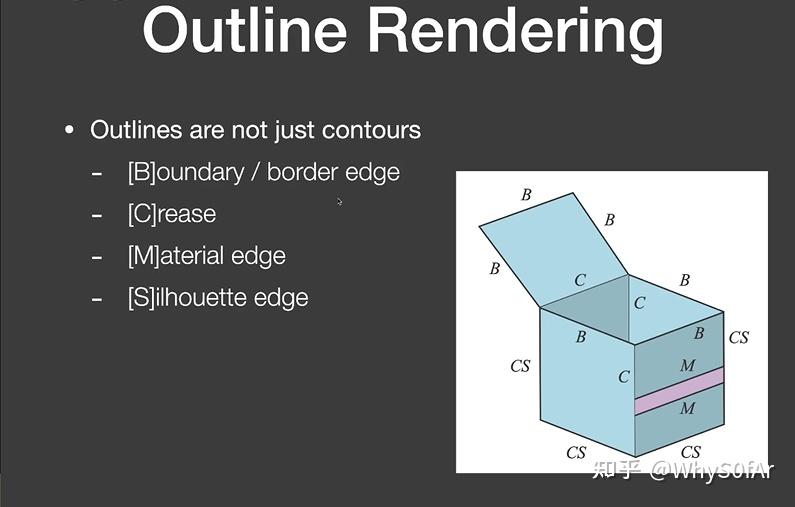 Outline Rendering
• Outlines are not just contours
- [B]oundary / border edge
- [C]rease
- [M]aterial edge
- [S]ilhouette edge
B
B
B
C
B
C
B
B
CS
CS
C
M
M
CS
CS
知乎 @WhyS0fAr